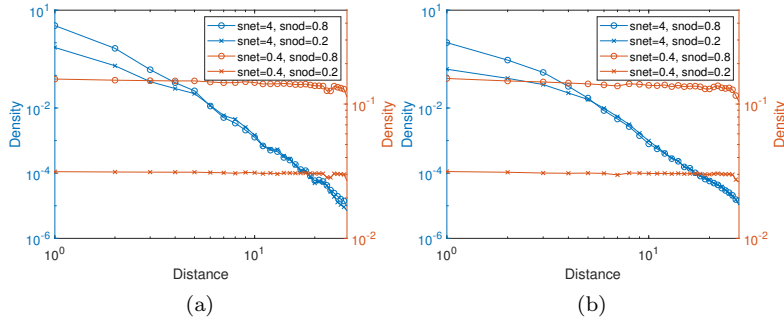 10^1
10^-2
10^-4
10^-6
Density
snet=4, snod=0.8
snet=4, snod=0.2
snet=0.4, snod=0.8
snet=0.4, snod=0.2
10^-1
10^-2
Density
10^0
10^1
Distance
(a)
10^1
10^-2
10^-4
10^-6
Density
snet=4, snod=0.8
snet=4, snod=0.2
snet=0.4, snod=0.8
snet=0.4, snod=0.2
10^-1
10^-2
Density
10^0
10^1
Distance
(b)